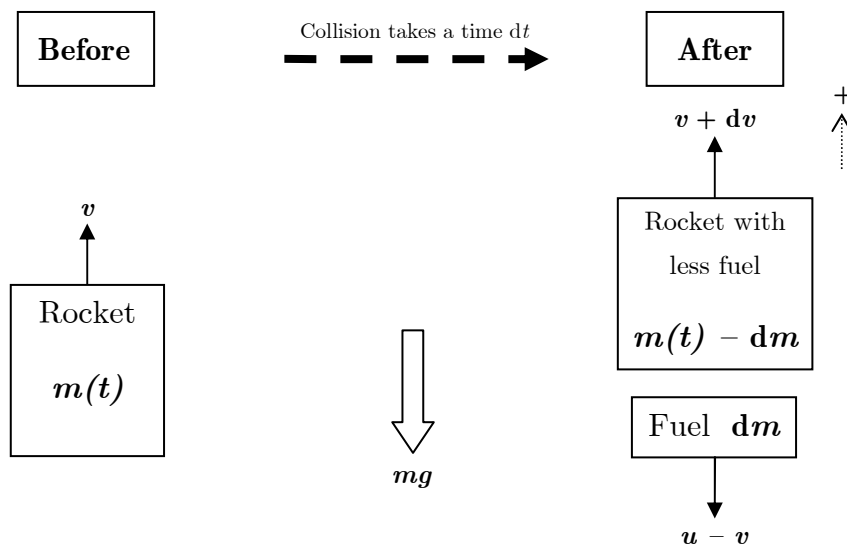 Before
Collision takes a time dt
After
+
v + dv
v
Rocket with
less fuel
m(t) – dm
Rocket
m(t)
Fuel dm
mg
u – v